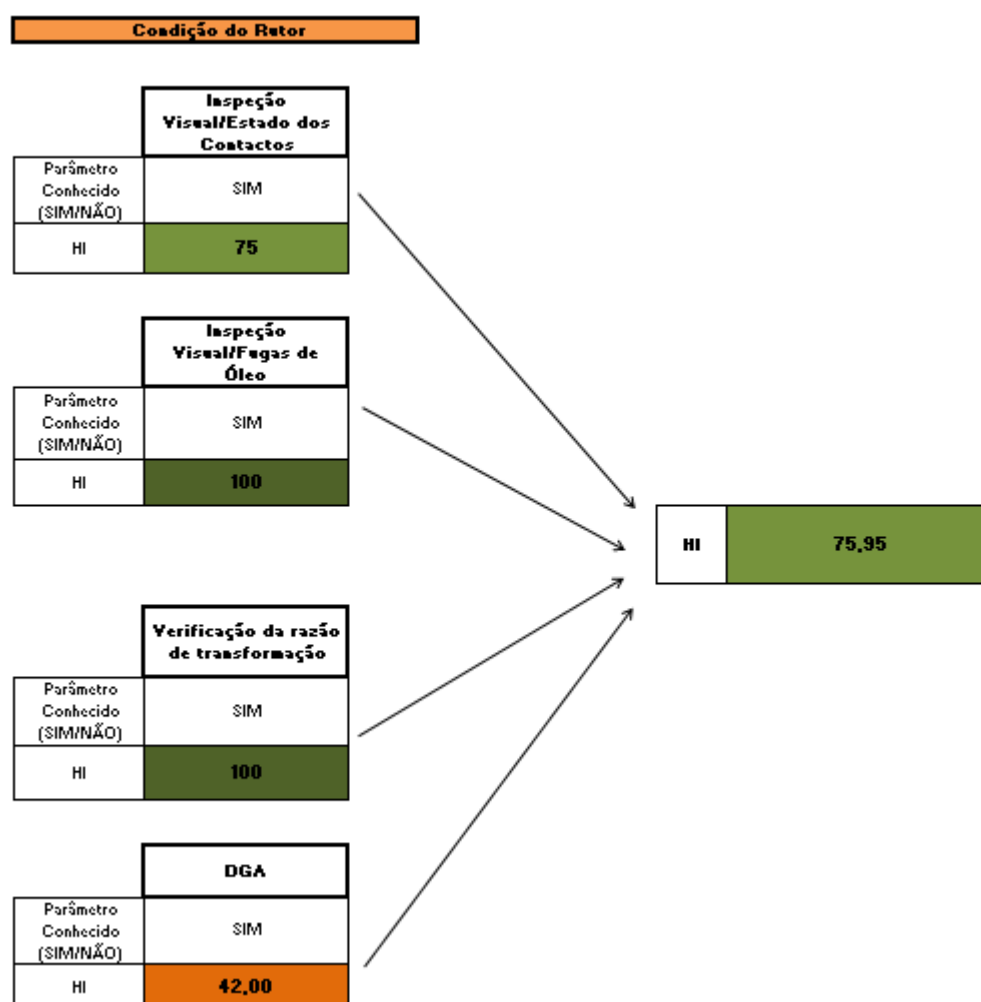 Condição do Rutor
Inspeção
Visual/Estado dos
Contactos
Parâmetro
Conhecido
(SIM/NÃO)
SIM
HI
75
Inspeção
Visual/Fugas de
Óleo
Parâmetro
Conhecido
(SIM/NÃO)
SIM
HI
100
HI
75,95
Verificação da razão
de transformação
Parâmetro
Conhecido
(SIM/NÃO)
SIM
HI
100
DGA
Parâmetro
Conhecido
(SIM/NÃO)
SIM
HI
42,00